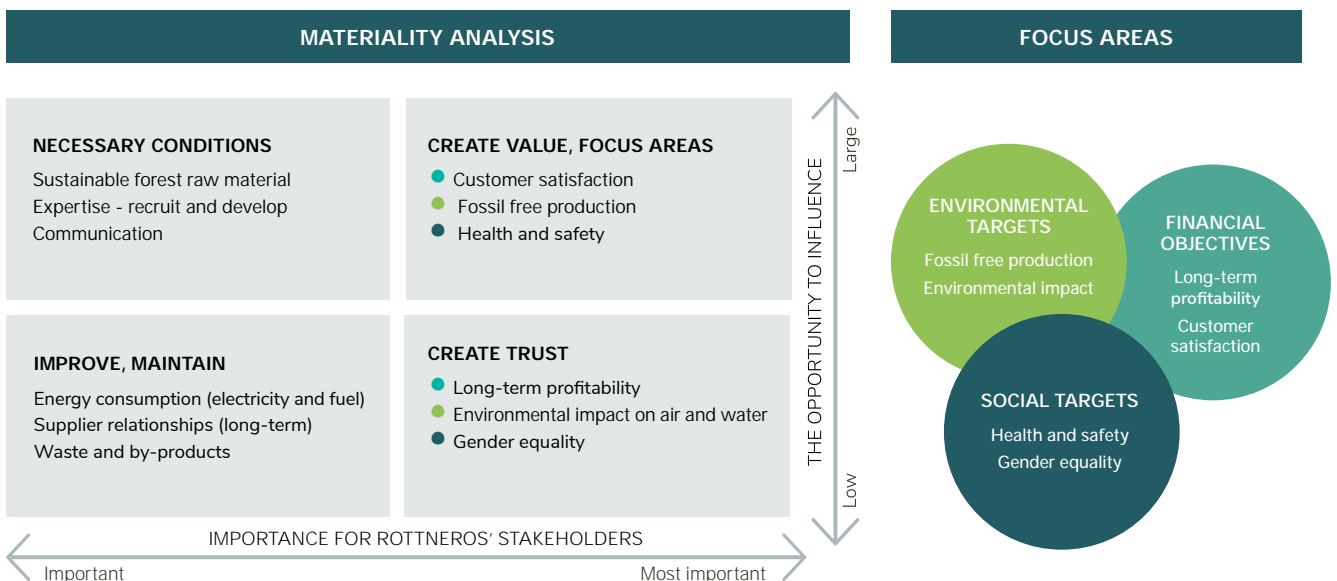 MATERIALITY ANALYSIS
NECESSARY CONDITIONS
Sustainable forest raw material
Expertise - recruit and develop
Communication
CREATE VALUE, FOCUS AREAS
Customer satisfaction
Fossil free production
Health and safety
IMPROVE, MAINTAIN
Energy consumption (electricity and fuel)
Supplier relationships (long-term)
Waste and by-products
CREATE TRUST
Long-term profitability
Environmental impact on air and water
Gender equality
THE OPPORTUNITY TO INFLUENCE
Large
Low
IMPORTANCE FOR ROTTNEROS’ STAKEHOLDERS
Important
Most important
FOCUS AREAS
ENVIRONMENTAL
TARGETS
Fossil free production
Environmental impact
FINANCIAL
OBJECTIVES
Long-term
profitability
Customer
satisfaction
SOCIAL TARGETS
Health and safety
Gender equality